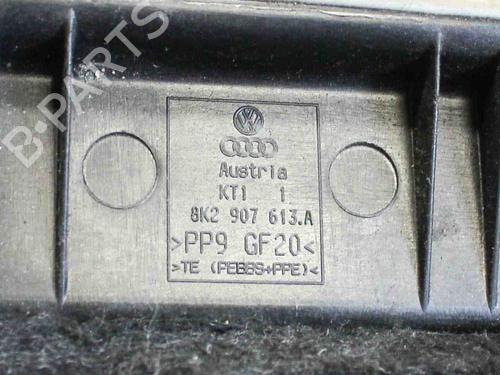 B-PARTS
Austria
KT1 1
8K2 907 613.A
>PP9 GF20<
>TE (PEBBS+PPE)<